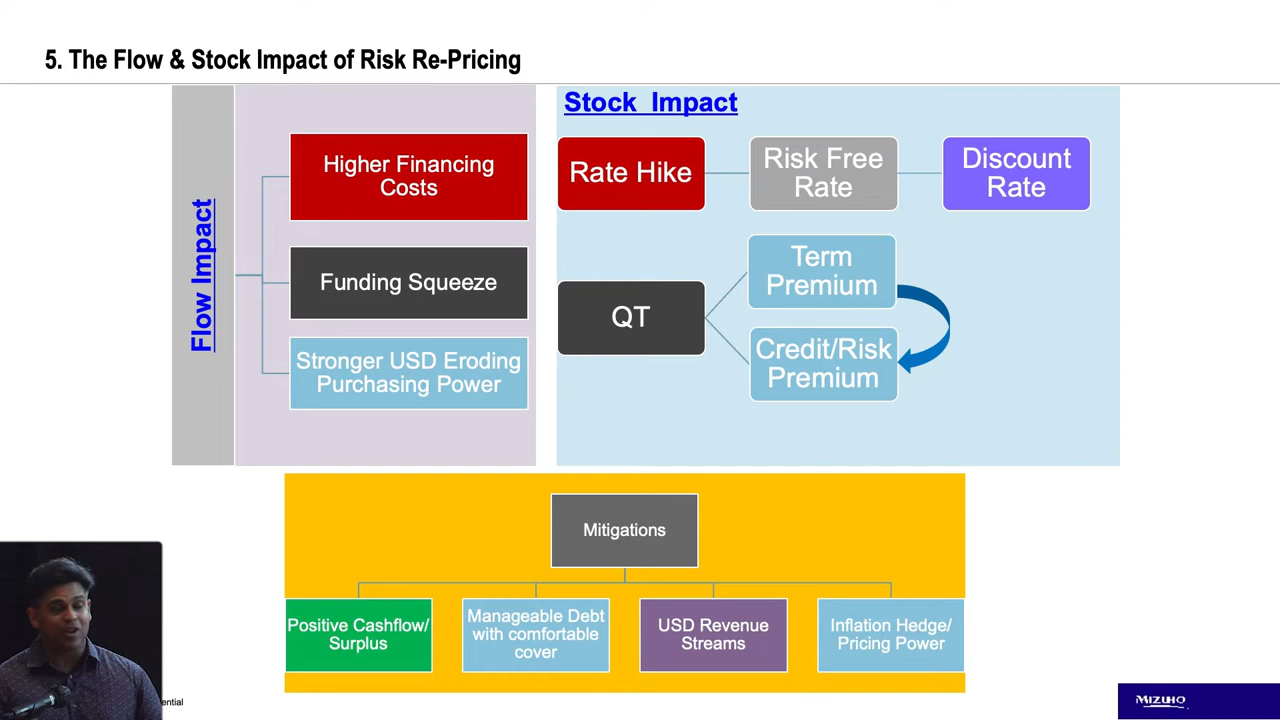 5. The Flow & Stock Impact of Risk Re-Pricing
Flow Impact
Higher Financing
Costs
Funding Squeeze
Stronger USD Eroding
Purchasing Power
Stock Impact
Rate Hike
Risk Free
Rate
Discount
Rate
QT
Term
Premium
Credit/Risk
Premium
Mitigations
Positive Cashflow/
Surplus
Manageable Debt
with comfortable
cover
USD Revenue
Streams
Inflation Hedge/
Pricing Power
ential
MIZUHO